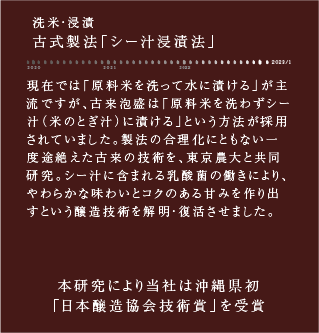 洗米･浸漬
古式製法「シー汁浸漬法」
2020 2021 2022 2023/1
現在では「原料米を洗って水に漬ける」が主
流ですが、古来泡盛は「原料米を洗わずシー
汁（米のとぎ汁）に漬ける」という方法が採用
されていました。製法の合理化にともない一
度途絶えた古来の技術を、東京農大と共同
研究。シー汁に含まれる乳酸菌の働きにより、
やわらかな味わいとコクのある甘みを作り出
すという醸造技術を解明･復活させました。
本研究により当社は沖縄県初
「日本醸造協会技術賞」を受賞